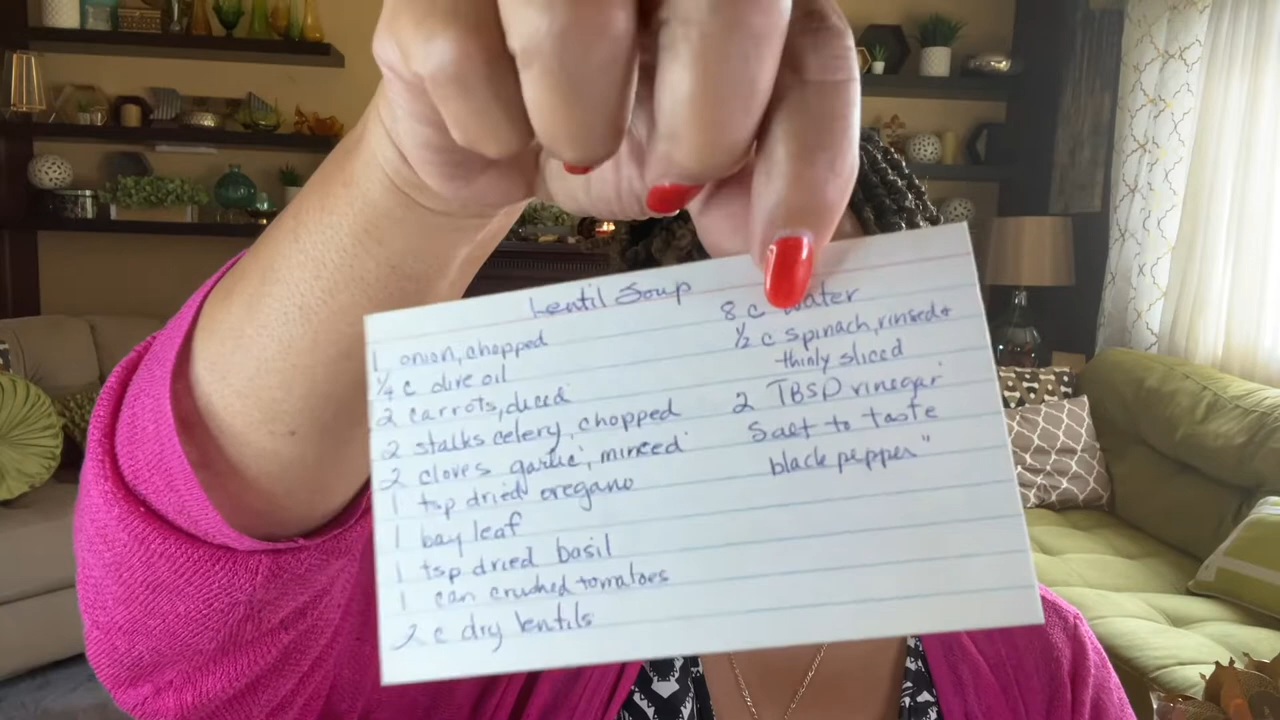 Lentil Soup
1 onion, chopped
1/4 c olive oil
2 carrots, diced
2 stalks celery, chopped
2 cloves garlic, minced
1 tsp dried oregano
1 bay leaf
1 tsp dried basil
1 can crushed tomatoes
2 c dry lentils
8 c water
1/2 c spinach, rinsed +
thinly sliced
2 TBSP vinegar
Salt to taste
black pepper "